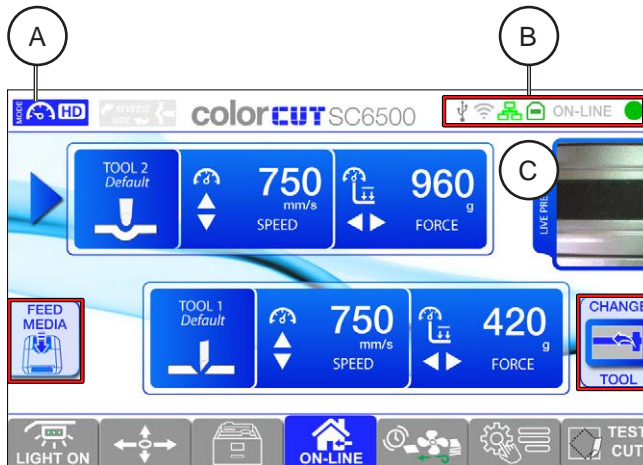 A
B
MODE HD
REVERSE
SIDE
colorCUT SC6500
ON-LINE
C
TOOL 2
Default
750
mm/s
SPEED
960
g
FORCE
LIVE PRE
FEED
MEDIA
TOOL 1
Default
750
mm/s
SPEED
420
g
FORCE
CHANGE
TOOL
LIGHT ON
ON-LINE
TEST
CUT